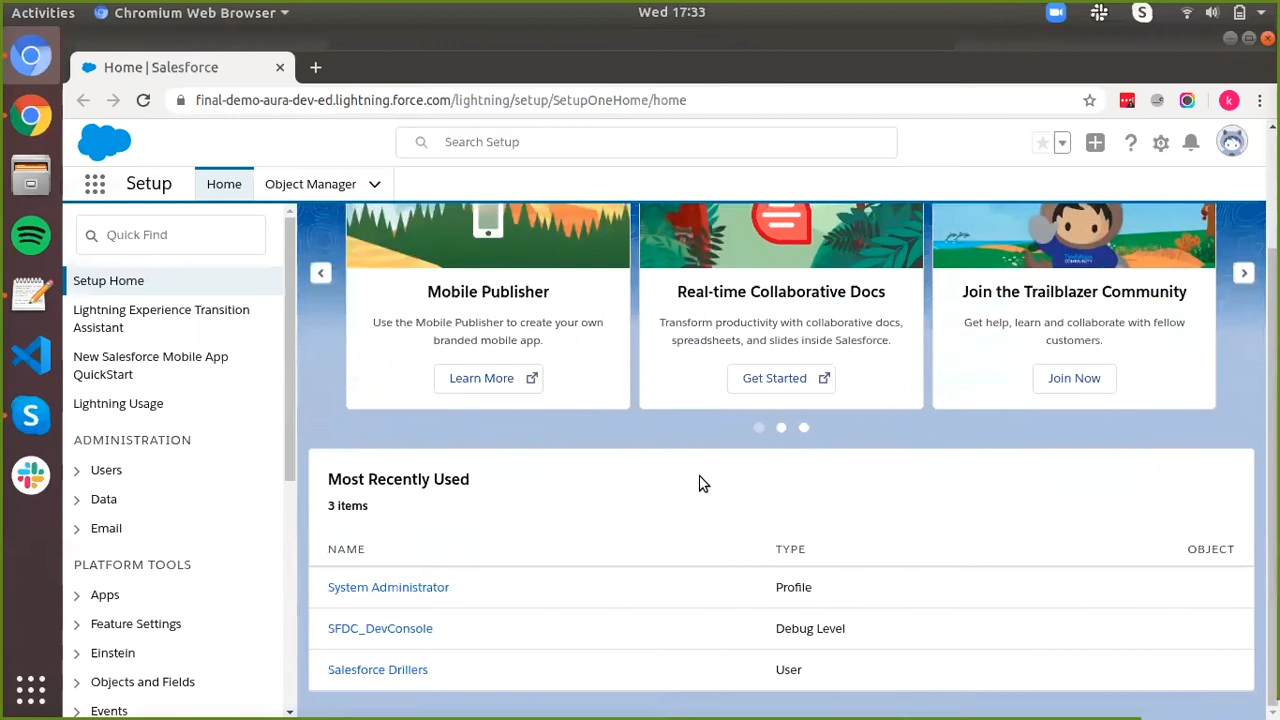 Activities
Chromium Web Browser
Wed 17:33
Home | Salesforce
final-demo-aura-dev-ed.lightning.force.com/lightning/setup/SetupOneHome/home
k
Search Setup
Setup
Home
Object Manager
Quick Find
Setup Home
Lightning Experience Transition
Assistant
New Salesforce Mobile App
QuickStart
Lightning Usage
ADMINISTRATION
Users
Data
Email
PLATFORM TOOLS
Apps
Feature Settings
Einstein
Objects and Fields
Events
Mobile Publisher
Use the Mobile Publisher to create your own
branded mobile app.
Learn More
Real-time Collaborative Docs
Transform productivity with collaborative docs,
spreadsheets, and slides inside Salesforce.
Get Started
Join the Trailblazer Community
Get help, learn and collaborate with fellow
customers.
Join Now
Most Recently Used
3 items
NAME TYPE OBJECT
System Administrator Profile
SFDC_DevConsole Debug Level
Salesforce Drillers User